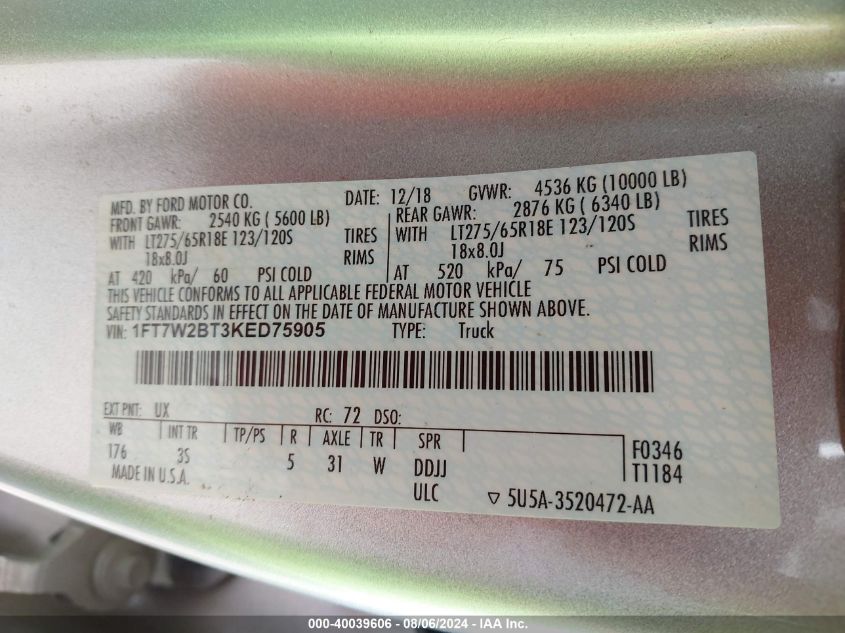 MFD. BY FORD MOTOR CO. DATE: 12/18 GVWR: 4536 KG (10000 LB)
FRONT GAWR: 2540 KG ( 5600 LB) REAR GAWR: 2876 KG ( 6340 LB)
WITH LT275/65R18E 123/120S TIRES WITH LT275/65R18E 123/120S TIRES
18x8.0J RIMS 18x8.0J RIMS
AT 420 kPa/ 60 PSI COLD AT 520 kPa/ 75 PSI COLD
THIS VEHICLE CONFORMS TO ALL APPLICABLE FEDERAL MOTOR VEHICLE
SAFETY STANDARDS IN EFFECT ON THE DATE OF MANUFACTURE SHOWN ABOVE.
VIN: 1FT7W2BT3KED75905 TYPE: Truck
EXT PNT: UX RC: 72 DSO:
WB INT TR TP/PS R AXLE TR SPR F0346
176 3S 5 31 W DDJJ T1184
MADE IN U.S.A. ULC ▽ 5U5A-3520472-AA
000-40039606 - 08/06/2024 - IAA Inc.